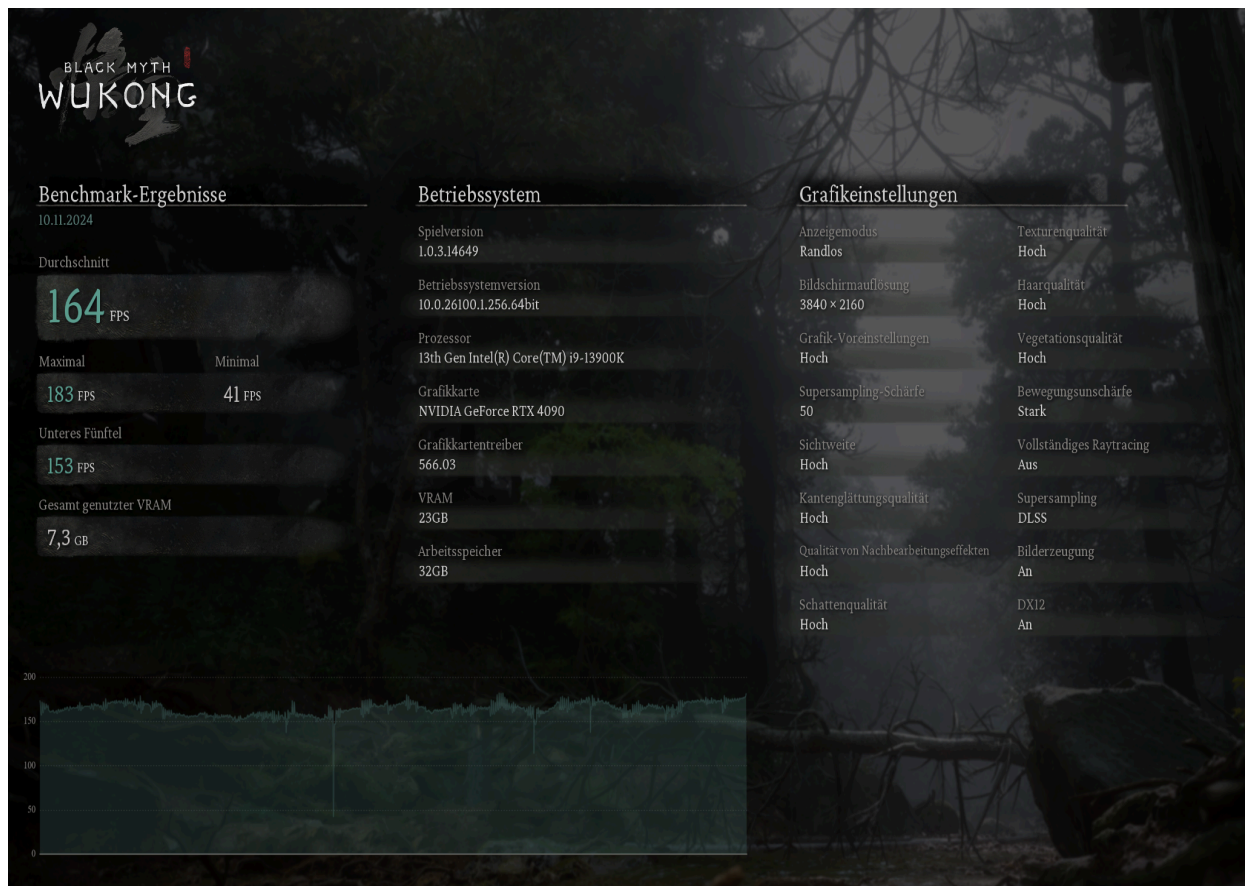 BLACK MYTH
WUKONG
Benchmark-Ergebnisse
10.11.2024
Durchschnitt
164 FPS
Maximal
Minimal
183 FPS
41 FPS
Unteres Fünftel
153 FPS
Gesamt genutzter VRAM
7,3 GB
Betriebssystem
Spielversion
1.0.3.14649
Betriebssystemversion
10.0.26100.1.256.64bit
Prozessor
13th Gen Intel(R) Core(TM) i9-13900K
Grafikkarte
NVIDIA GeForce RTX 4090
Grafikkartentreiber
566.03
VRAM
23GB
Arbeitsspeicher
32GB
Grafikeinstellungen
Anzeigemodus
Randlos
Bildschirmauflösung
3840 × 2160
Grafik-Voreinstellungen
Hoch
Supersampling-Schärfe
50
Sichtweite
Hoch
Kantenglättungsqualität
Hoch
Qualität von Nachbearbeitungseffekten
Hoch
Schattenqualität
Hoch
Texturenqualität
Hoch
Haarqualität
Hoch
Vegetationsqualität
Hoch
Bewegungsunschärfe
Stark
Vollständiges Raytracing
Aus
Supersampling
DLSS
Bilderzeugung
An
DX12
An
200
150
100
50
0